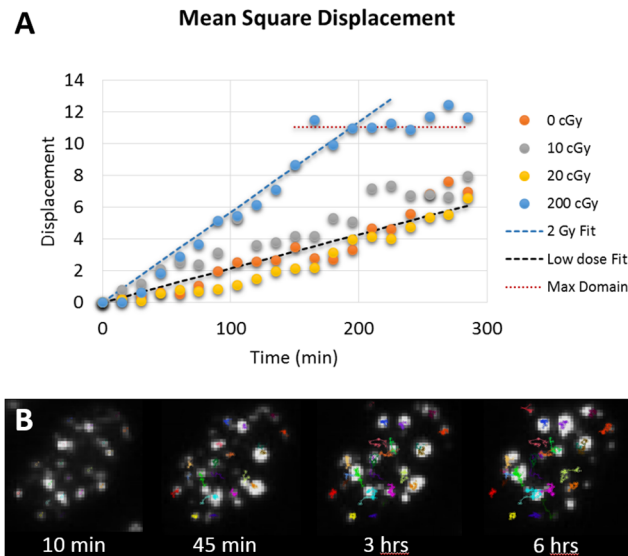 A
Mean Square Displacement
14
12
10
8
6
4
2
0
0
100
200
300
Displacement
Time (min)
0 cGy
10 cGy
20 cGy
200 cGy
2 Gy Fit
Low dose Fit
Max Domain
B
10 min
45 min
3 hrs
6 hrs